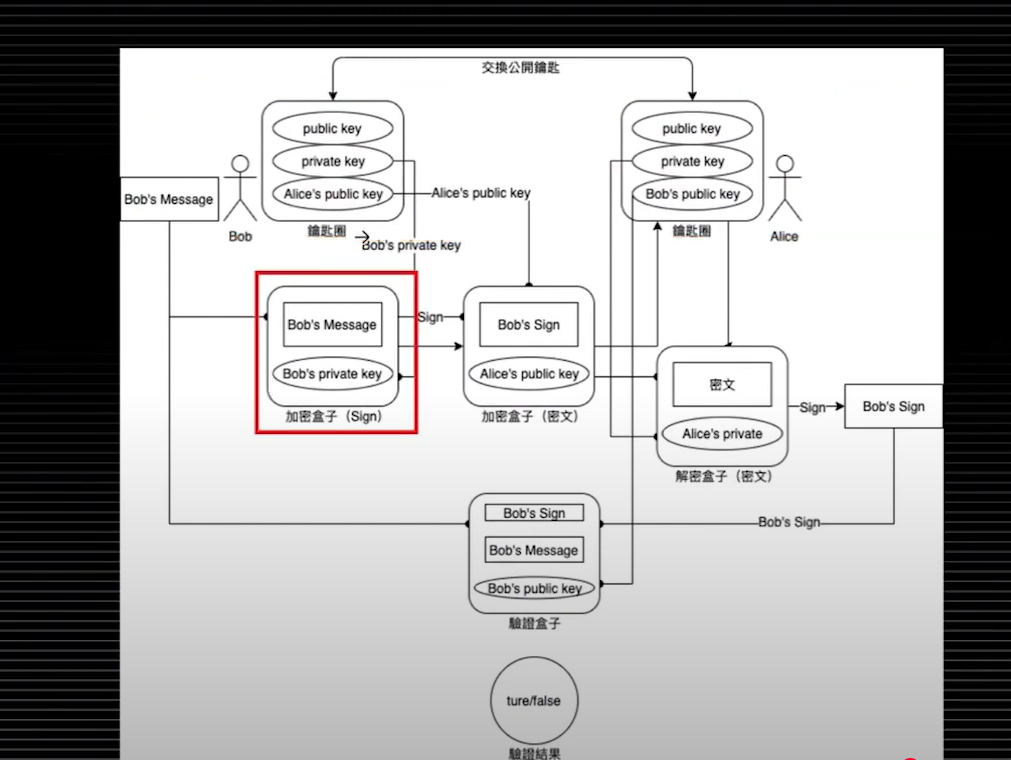 交換公開鑰匙
public key
private key
Alice's public key
public key
private key
Bob's public key
Alice's public key
Bob's Message
Bob
鑰匙圈
Bob's private key
鑰匙圈
Alice
Bob's Message
Bob's private key
加密盒子（Sign）
Sign
Bob's Sign
Alice's public key
加密盒子（密文）
密文
Alice's private
解密盒子（密文）
Sign
Bob's Sign
Bob's Sign
Bob's Sign
Bob's Message
Bob's public key
驗證盒子
ture/false
驗證結果